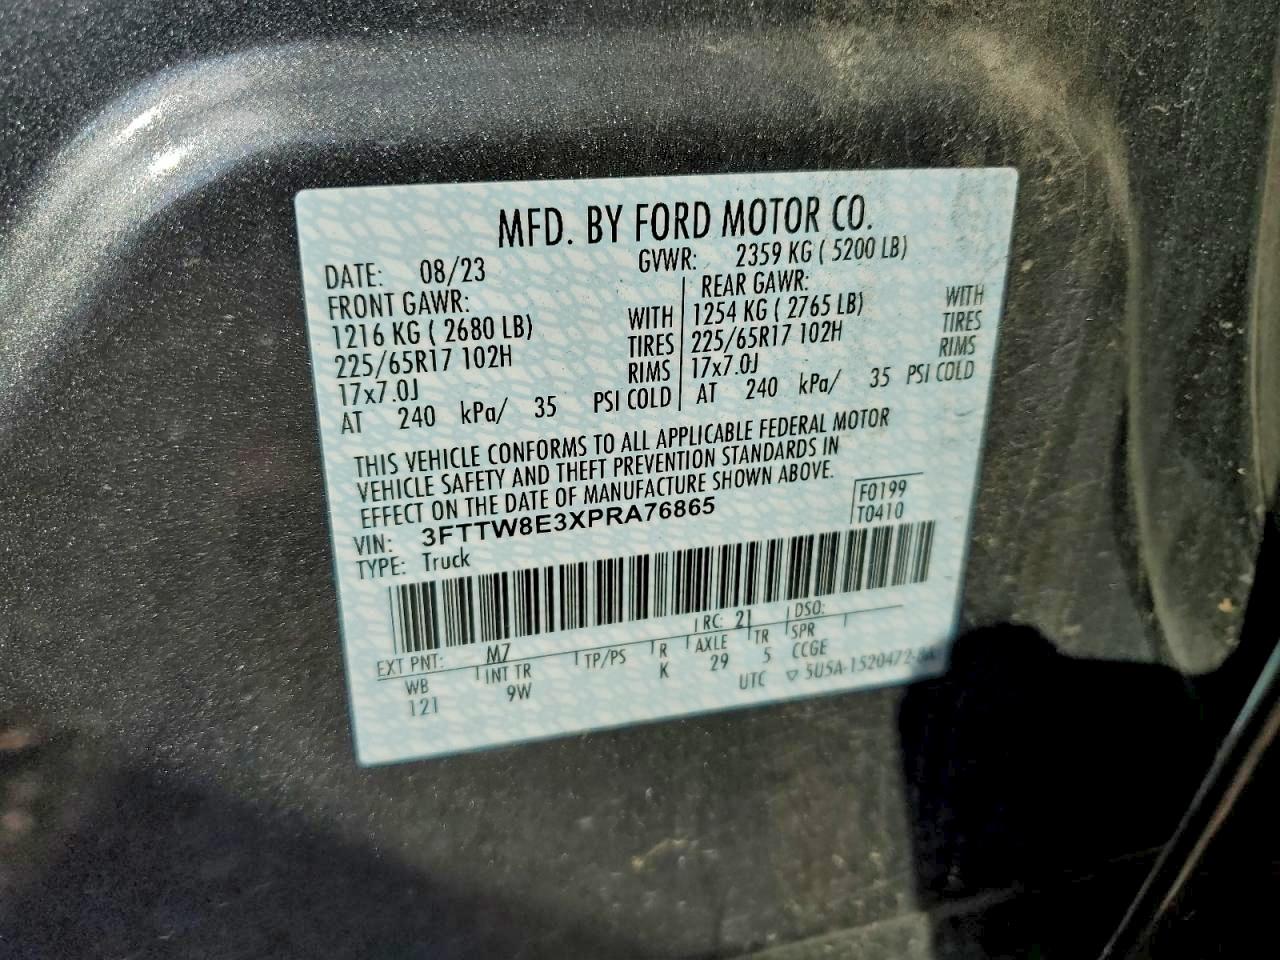 MFD. BY FORD MOTOR CO.
DATE: 08/23 GVWR: 2359 KG ( 5200 LB)
FRONT GAWR: REAR GAWR:
1216 KG ( 2680 LB) WITH 1254 KG ( 2765 LB) WITH
225/65R17 102H TIRES 225/65R17 102H TIRES
17x7.0J RIMS 17x7.0J RIMS
AT 240 kPa/ 35 PSI COLD AT 240 kPa/ 35 PSI COLD
THIS VEHICLE CONFORMS TO ALL APPLICABLE FEDERAL MOTOR
VEHICLE SAFETY AND THEFT PREVENTION STANDARDS IN
EFFECT ON THE DATE OF MANUFACTURE SHOWN ABOVE.
F0199
VIN: 3FTTW8E3XPRA76865 T0410
TYPE: Truck
EXT PNT: M7 RC: 21 DSO:
WB INT TR TP/PS R AXLE TR SPR
121 9W K 29 5 CCGE
UTC ▽ 5U5A-1520472-